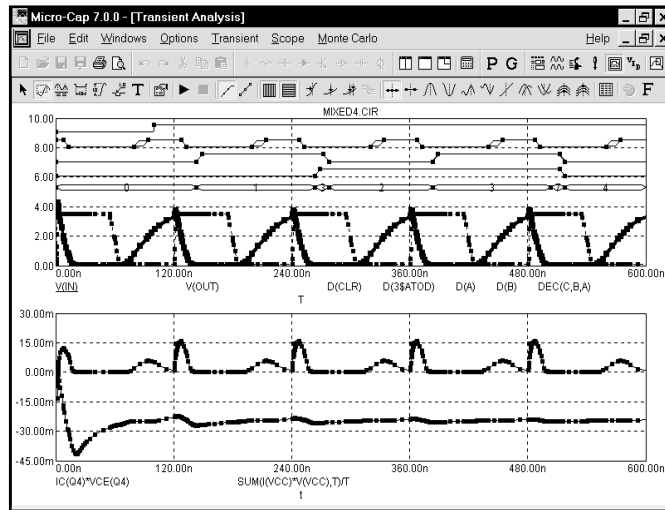 Micro-Cap 7.0.0 - [Transient Analysis]
File Edit Windows Options Transient Scope Monte Carlo Help
P G
T F
MIXED4.CIR
10.00
8.00
6.00
0 1 3 2 3 7 4
4.00
2.00
0.00
0.00n 120.00n 240.00n 360.00n 480.00n 600.00n
V(IN) V(OUT) D(CLR) D(3$ATOD) D(A) D(B) DEC(C,B,A)
T
30.00m
15.00m
0.00m
-15.00m
-30.00m
-45.00m
0.00n 120.00n 240.00n 360.00n 480.00n 600.00n
IC(Q4)*VCE(Q4) SUM(I(VCC)*V(VCC),T)/T
t